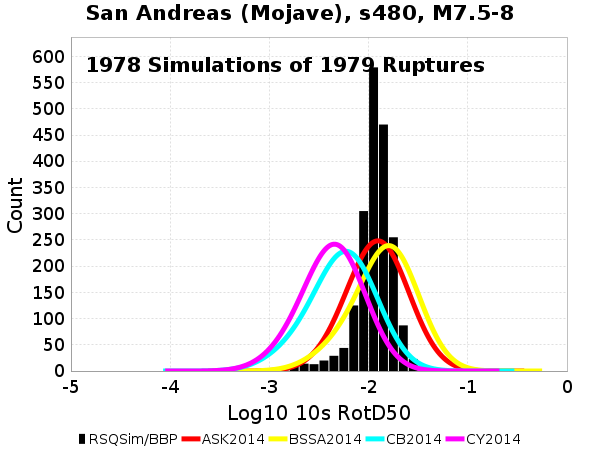 San Andreas (Mojave), s480, M7.5-8
1978 Simulations of 1979 Ruptures
600
550
500
450
400
350
300
250
200
150
100
50
0
Count
-5 -4 -3 -2 -1 0
Log10 10s RotD50
RSQSim/BBP ASK2014 BSSA2014 CB2014 CY2014